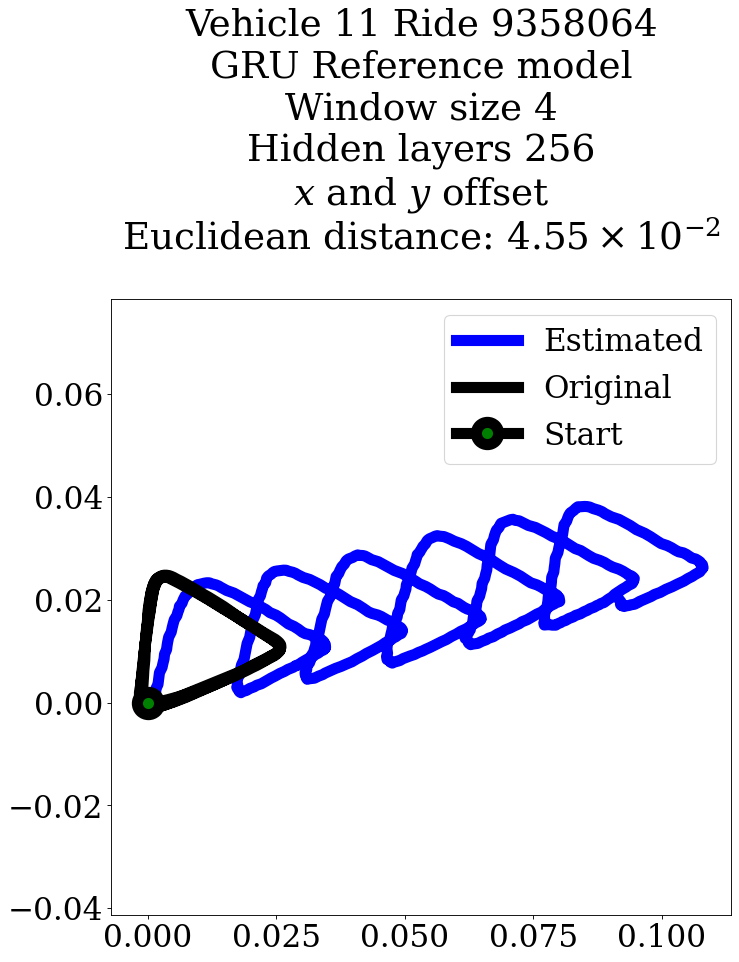 Vehicle 11 Ride 9358064
GRU Reference model
Window size 4
Hidden layers 256
x and y offset
Euclidean distance: 4.55 × 10⁻²
Estimated
Original
Start
0.06
0.04
0.02
0.00
−0.02
−0.04
0.000 0.025 0.050 0.075 0.100